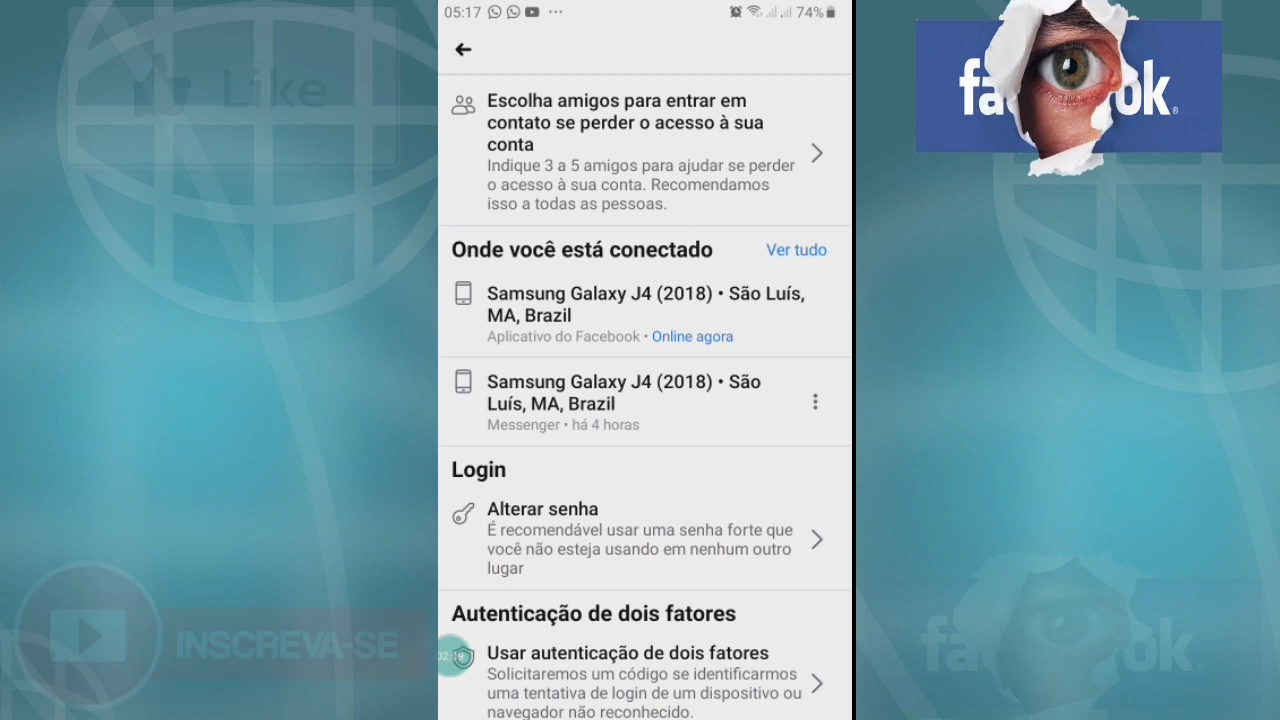 05:17
74%
Like
fa ok
Escolha amigos para entrar em
contato se perder o acesso à sua
conta
Indique 3 a 5 amigos para ajudar se perder
o acesso à sua conta. Recomendamos
isso a todas as pessoas.
Onde você está conectado
Ver tudo
Samsung Galaxy J4 (2018) • São Luís,
MA, Brazil
Aplicativo do Facebook • Online agora
Samsung Galaxy J4 (2018) • São
Luís, MA, Brazil
Messenger • há 4 horas
Login
Alterar senha
É recomendável usar uma senha forte que
você não esteja usando em nenhum outro
lugar
Autenticação de dois fatores
INSCREVA-SE
Usar autenticação de dois fatores
Solicitaremos um código se identificarmos
uma tentativa de login de um dispositivo ou
navegador não reconhecido.
fa ok